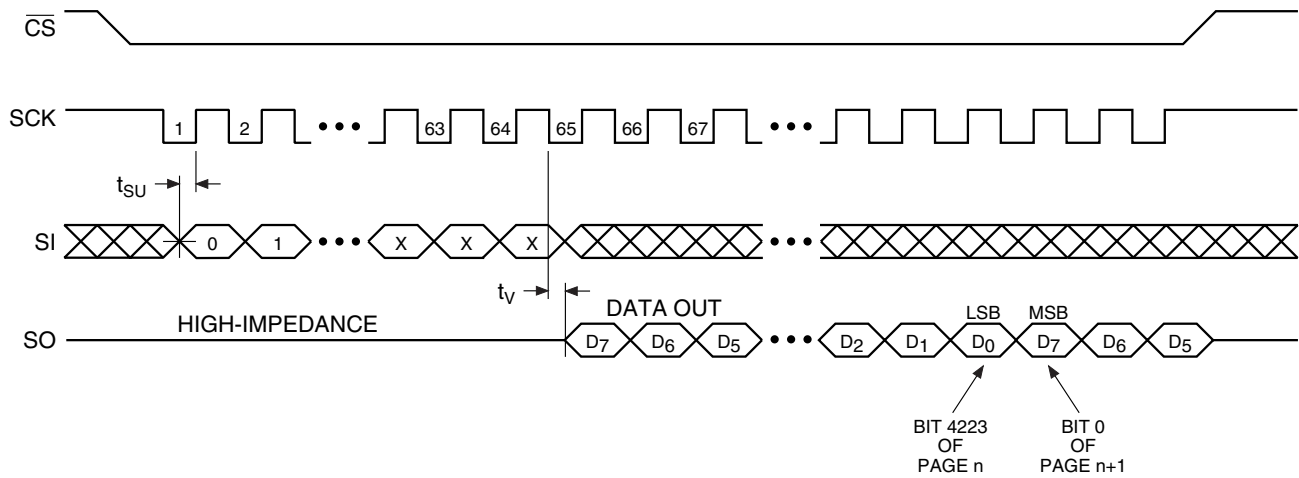 CS
SCK
1 2 ••• 63 64 65 66 67 •••
tSU
SI
0 1 ••• X X X •••
tV
HIGH-IMPEDANCE
DATA OUT
LSB MSB
SO
D7 D6 D5 ••• D2 D1 D0 D7 D6 D5
BIT 4223
OF
PAGE n
BIT 0
OF
PAGE n+1